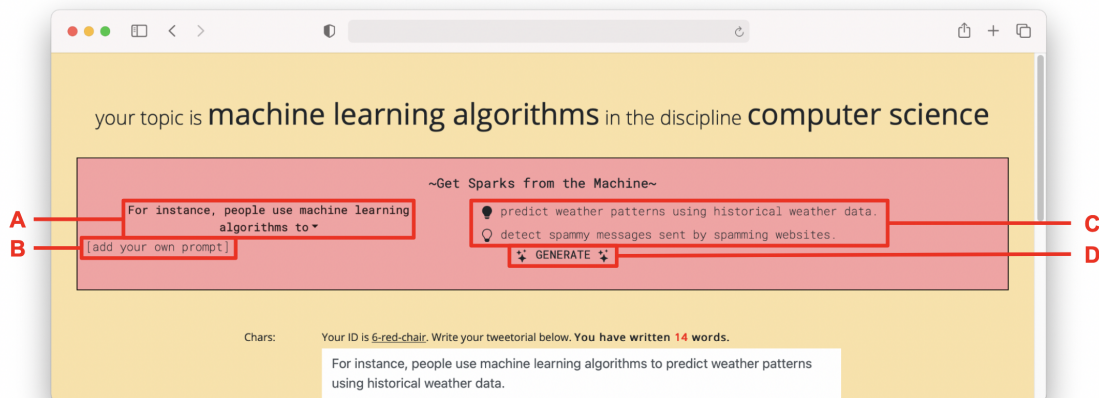 your topic is machine learning algorithms in the discipline computer science
~Get Sparks from the Machine~
A
For instance, people use machine learning
algorithms to
B
[add your own prompt]
predict weather patterns using historical weather data.
C
detect spammy messages sent by spamming websites.
GENERATE
D
Chars:
Your ID is 6-red-chair. Write your tweetorial below. You have written 14 words.
For instance, people use machine learning algorithms to predict weather patterns
using historical weather data.